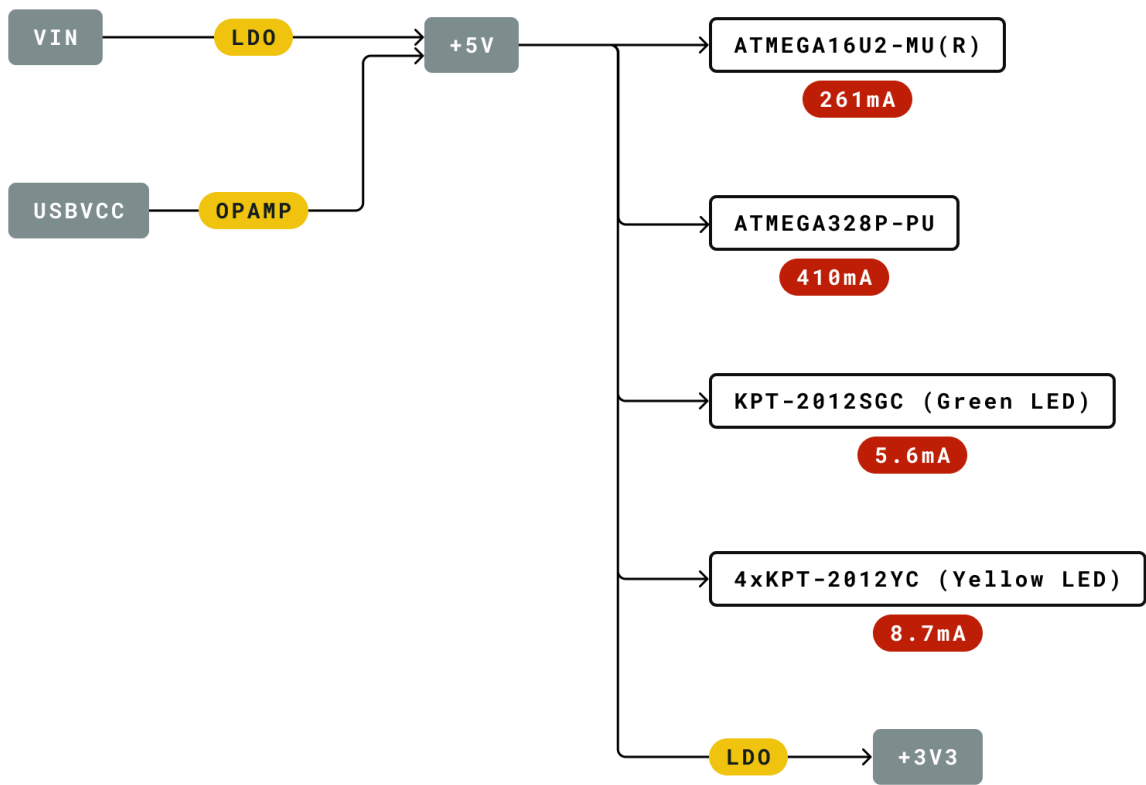 VIN
LDO
+5V
ATMEGA16U2-MU(R)
261mA
USBVCC
OPAMP
ATMEGA328P-PU
410mA
KPT-2012SGC (Green LED)
5.6mA
4xKPT-2012YC (Yellow LED)
8.7mA
LDO
+3V3